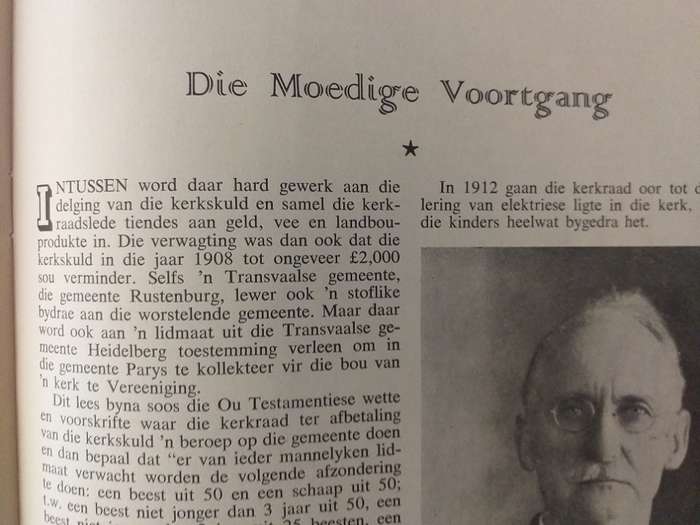 Die Moedige Voortgang
INTUSSEN word daar hard gewerk aan die
delging van die kerkskuld en samel die kerk-
raadslede tiendes aan geld, vee en landbou-
produkte in. Die verwagting was dan ook dat die
kerkskuld in die jaar 1908 tot ongeveer £2,000
sou verminder. Selfs 'n Transvaalse gemeente,
die gemeente Rustenburg, lewer ook 'n stoflike
bydrae aan die worstelende gemeente. Maar daar
word ook aan 'n lidmaat uit die Transvaalse ge-
meente Heidelberg toestemming verleen om in
die gemeente Parys te kollekteer vir die bou van
'n kerk te Vereeniging.
Dit lees byna soos die Ou Testamentiese wette
en voorskrifte waar die kerkraad ter afbetaling
van die kerkskuld 'n beroep op die gemeente doen
en dan bepaal dat “er van ieder mannelyken lid-
maat verwacht worden de volgende afzondering
te doen: een beest uit 50 en een schaap uit 50;
t.w. een beest niet jonger dan 3 jaar uit 50, een
beest niet 25 beesten, een
In 1912 gaan die kerkraad oor tot
lering van elektriese ligte in die kerk,
die kinders heelwat bygedra het.